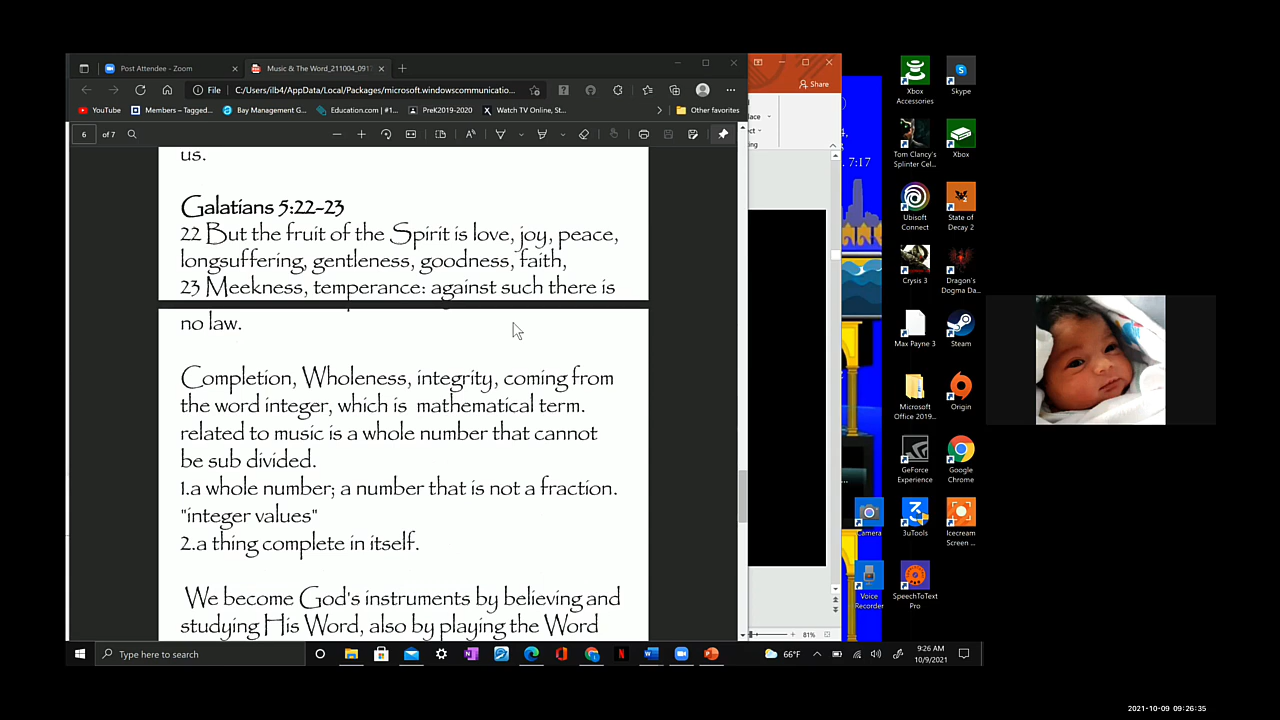 Post Attendee - Zoom
Music & The Word_211004_091
File
C:/Users/ilb4/AppData/Local/Packages/microsoft.windowscommunicatio...
YouTube
Members – Tagged...
Bay Management G...
Education.com | #1...
PreK2019-2020
Watch TV Online, St...
Other favorites
6 of 7
us.
Galatians 5:22-23
22 But the fruit of the Spirit is love, joy, peace,
longsuffering, gentleness, goodness, faith,
23 Meekness, temperance: against such there is
no law.
Completion, Wholeness, integrity, coming from
the word integer, which is mathematical term.
related to music is a whole number that cannot
be sub divided.
1.a whole number; a number that is not a fraction.
"integer values"
2.a thing complete in itself.
We become God's instruments by believing and
studying His Word, also by playing the Word
Share
4,
. 7:17
81%
Xbox
Accessories
Skype
Tom Clancy's
Splinter Cel...
Xbox
Ubisoft
Connect
State of
Decay 2
Crysis 3
Dragon's
Dogma Da...
Max Payne 3
Steam
Microsoft
Office 2019...
Origin
GeForce
Experience
Google
Chrome
Camera
3uTools
Icecream
Screen ...
Voice
Recorder
SpeechToText
Pro
Type here to search
66°F
9:26 AM
10/9/2021
2021-10-09 09:26:35